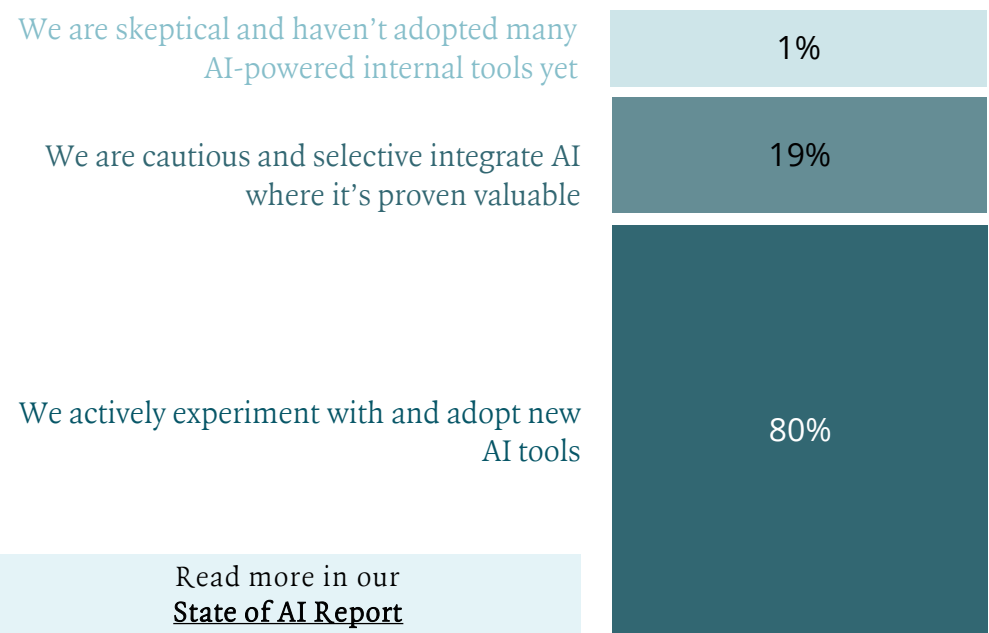 We are skeptical and haven't adopted many
AI-powered internal tools yet
1%
We are cautious and selective integrate AI
where it's proven valuable
19%
We actively experiment with and adopt new
AI tools
80%
Read more in our
State of AI Report